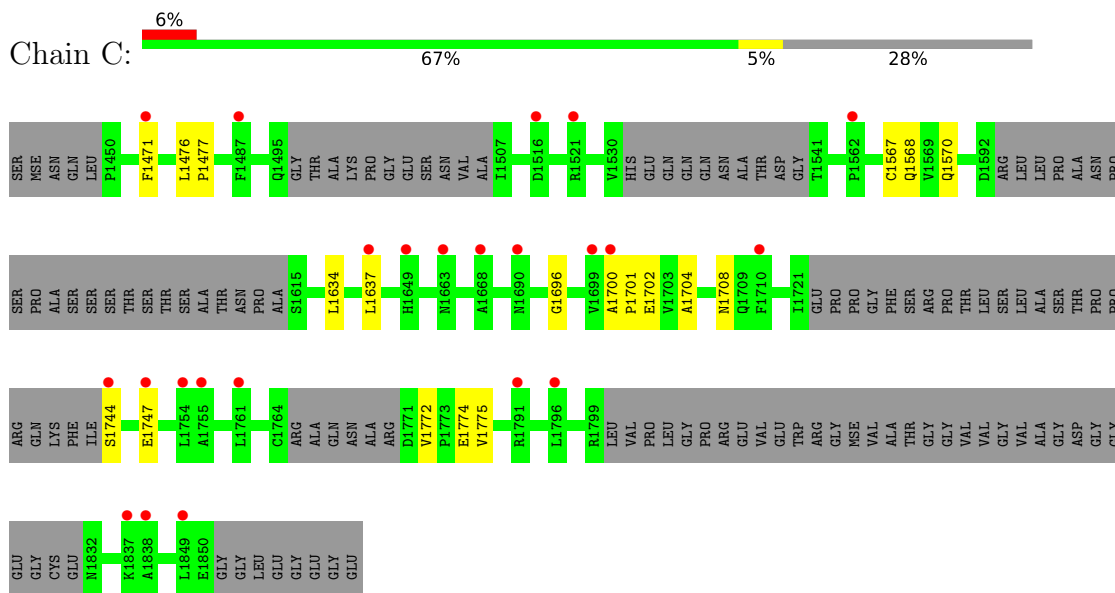 6%
Chain C:
67% 5% 28%
SER MSE ASN GLN LEU P1450 F1471 L1476 P1477 F1487 Q1495 GLY THR ALA LYS PRO GLY GLU SER ASN VAL ALA I1507 D1516 R1521 V1530 HIS GLU GLN GLN GLN ASN ALA THR ASP GLY T1541 P1562 C1567 Q1568 V1569 Q1570 D1592 ARG LEU LEU PRO ALA ASN PRO
SER PRO ALA SER SER SER THR SER THR SER ALA THR ASN PRO ALA S1615 L1634 L1637 H1649 N1663 A1668 N1690 G1696 V1699 A1700 P1701 E1702 V1703 A1704 N1708 Q1709 F1710 I1721 GLU PRO PRO GLY PHE SER ARG PRO THR LEU SER LEU ALA SER THR PRO PRO
ARG GLN LYS PHE ILE S1744 E1747 L1754 A1755 L1761 C1764 ARG ALA GLN ASN ALA ARG D1771 V1772 P1773 E1774 V1775 R1791 L1796 R1799 LEU VAL PRO LEU GLY PRO ARG GLU VAL GLU TRP ARG GLY MSE VAL ALA THR GLY GLY VAL VAL GLY VAL ALA GLY ASP GLY GLY
GLU GLY CYS GLU N1832 K1837 A1838 L1849 E1850 GLY GLY LEU GLU GLY GLU GLY GLU